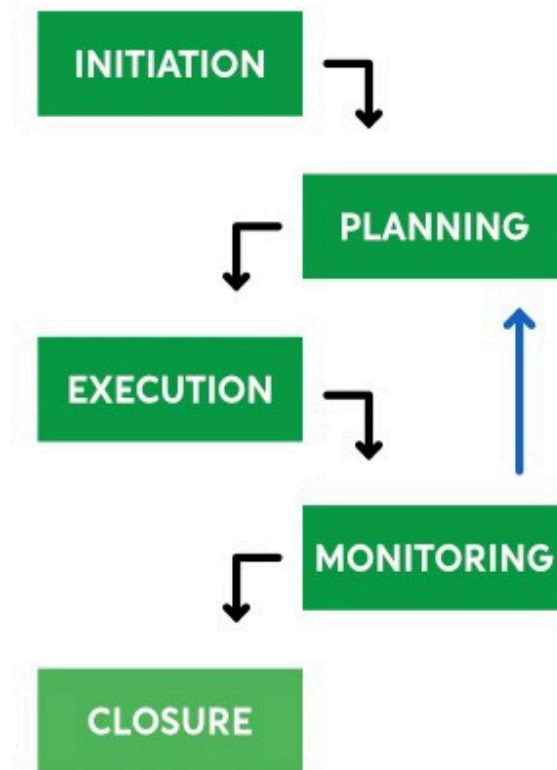 INITIATION
PLANNING
EXECUTION
MONITORING
CLOSURE